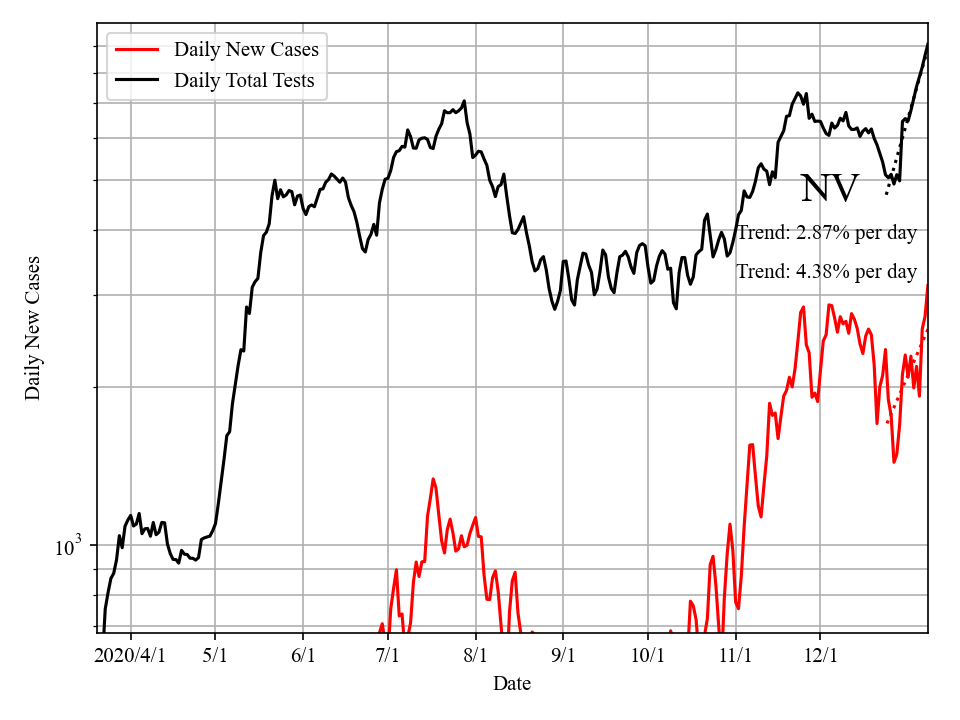 Daily New Cases
Daily Total Tests
NV
Trend: 2.87% per day
Trend: 4.38% per day
Daily New Cases
10³
2020/4/1 5/1 6/1 7/1 8/1 9/1 10/1 11/1 12/1
Date